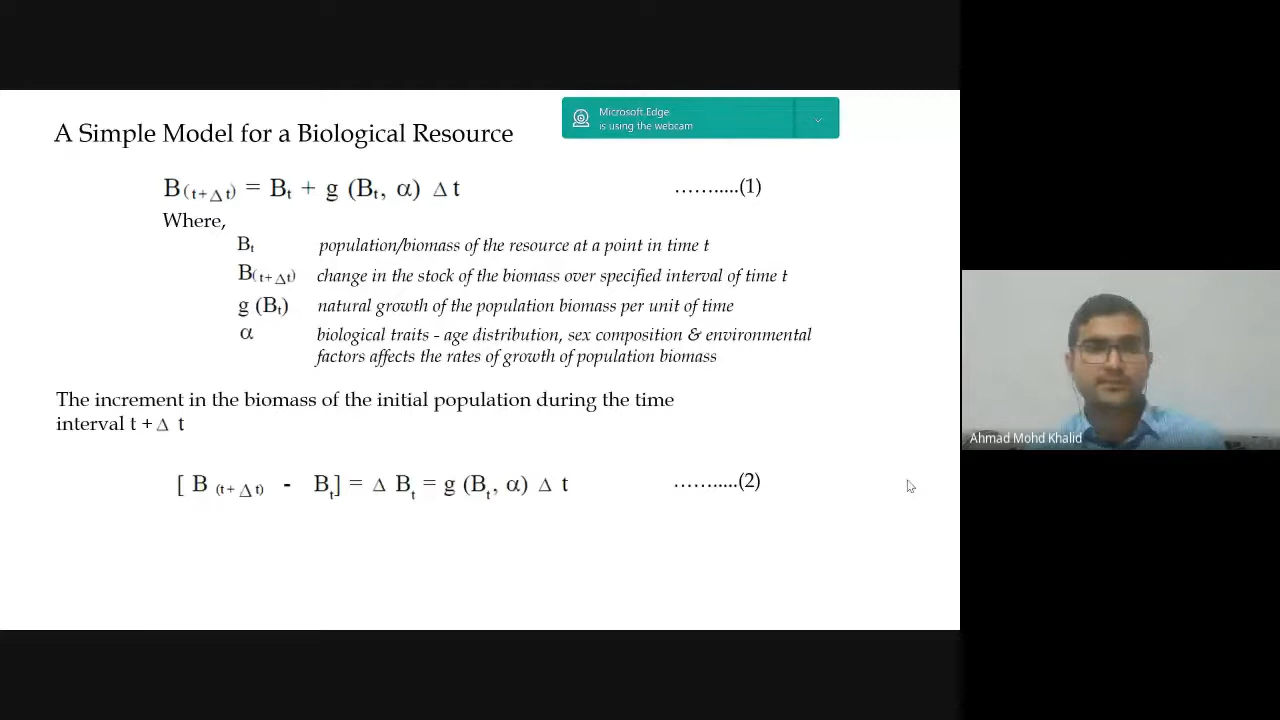 Microsoft Edge
is using the webcam
A Simple Model for a Biological Resource
B(t+Δt) = Bt + g (Bt, α) Δt …….....(1)
Where,
Bt population/biomass of the resource at a point in time t
B(t+Δt) change in the stock of the biomass over specified interval of time t
g (Bt) natural growth of the population biomass per unit of time
α biological traits - age distribution, sex composition & environmental
factors affects the rates of growth of population biomass
The increment in the biomass of the initial population during the time
interval t + Δ t
[ B (t+Δt) - Bt] = Δ Bt = g (Bt, α) Δ t …….....(2)
Ahmad Mohd Khalid